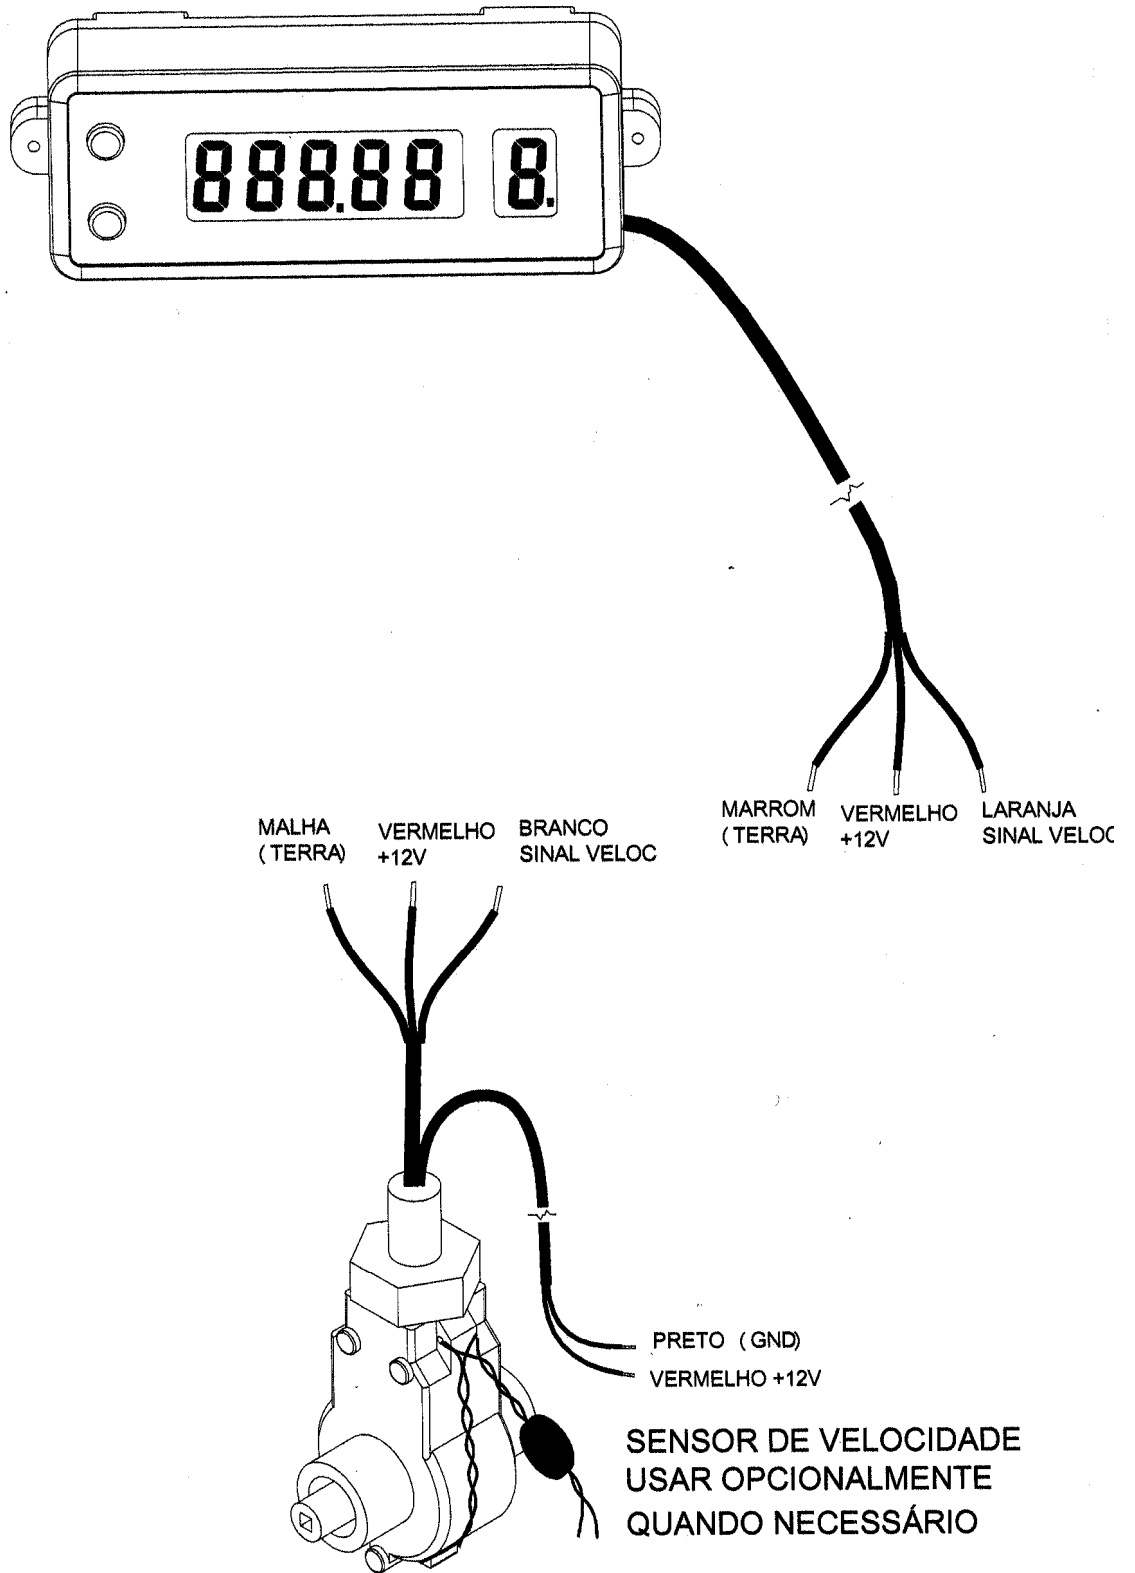 888.88 8.
MARROM
(TERRA)
VERMELHO
+12V
LARANJA
SINAL VELOC
MALHA
(TERRA)
VERMELHO
+12V
BRANCO
SINAL VELOC
PRETO (GND)
VERMELHO +12V
SENSOR DE VELOCIDADE
USAR OPCIONALMENTE
QUANDO NECESSÁRIO